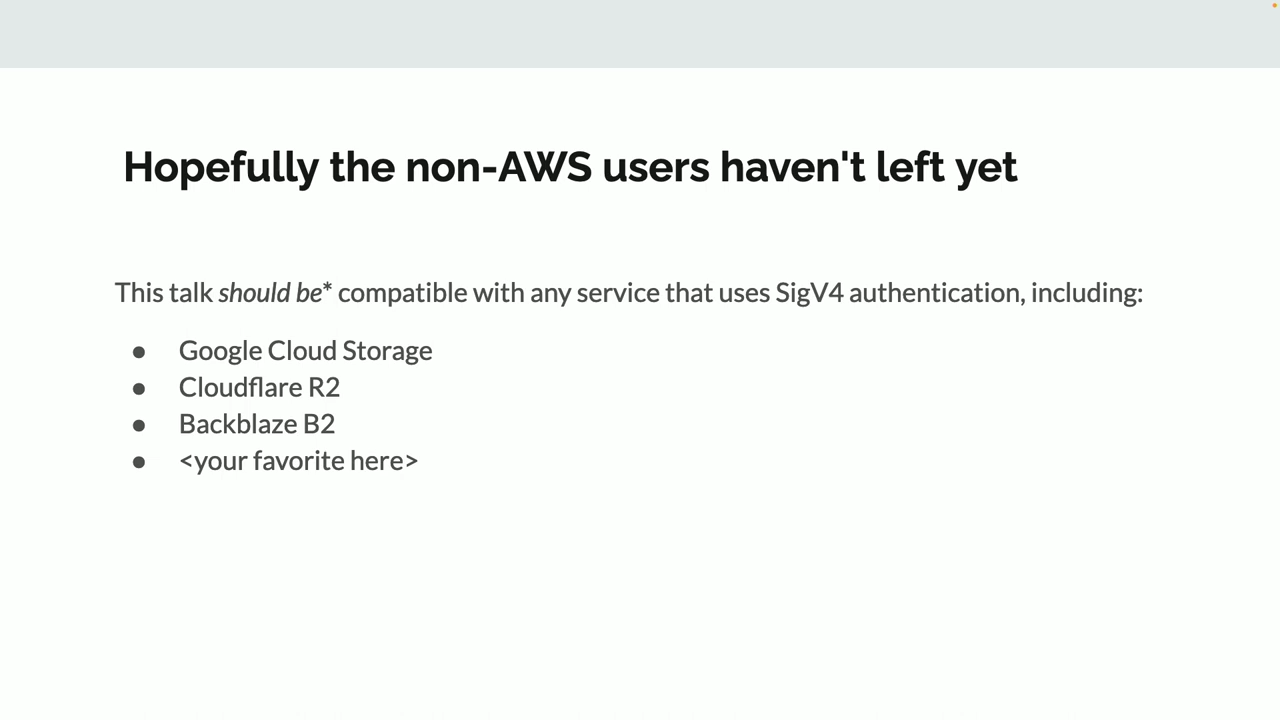 Hopefully the non-AWS users haven't left yet
This talk should be* compatible with any service that uses SigV4 authentication, including:
● Google Cloud Storage
● Cloudflare R2
● Backblaze B2
● <your favorite here>